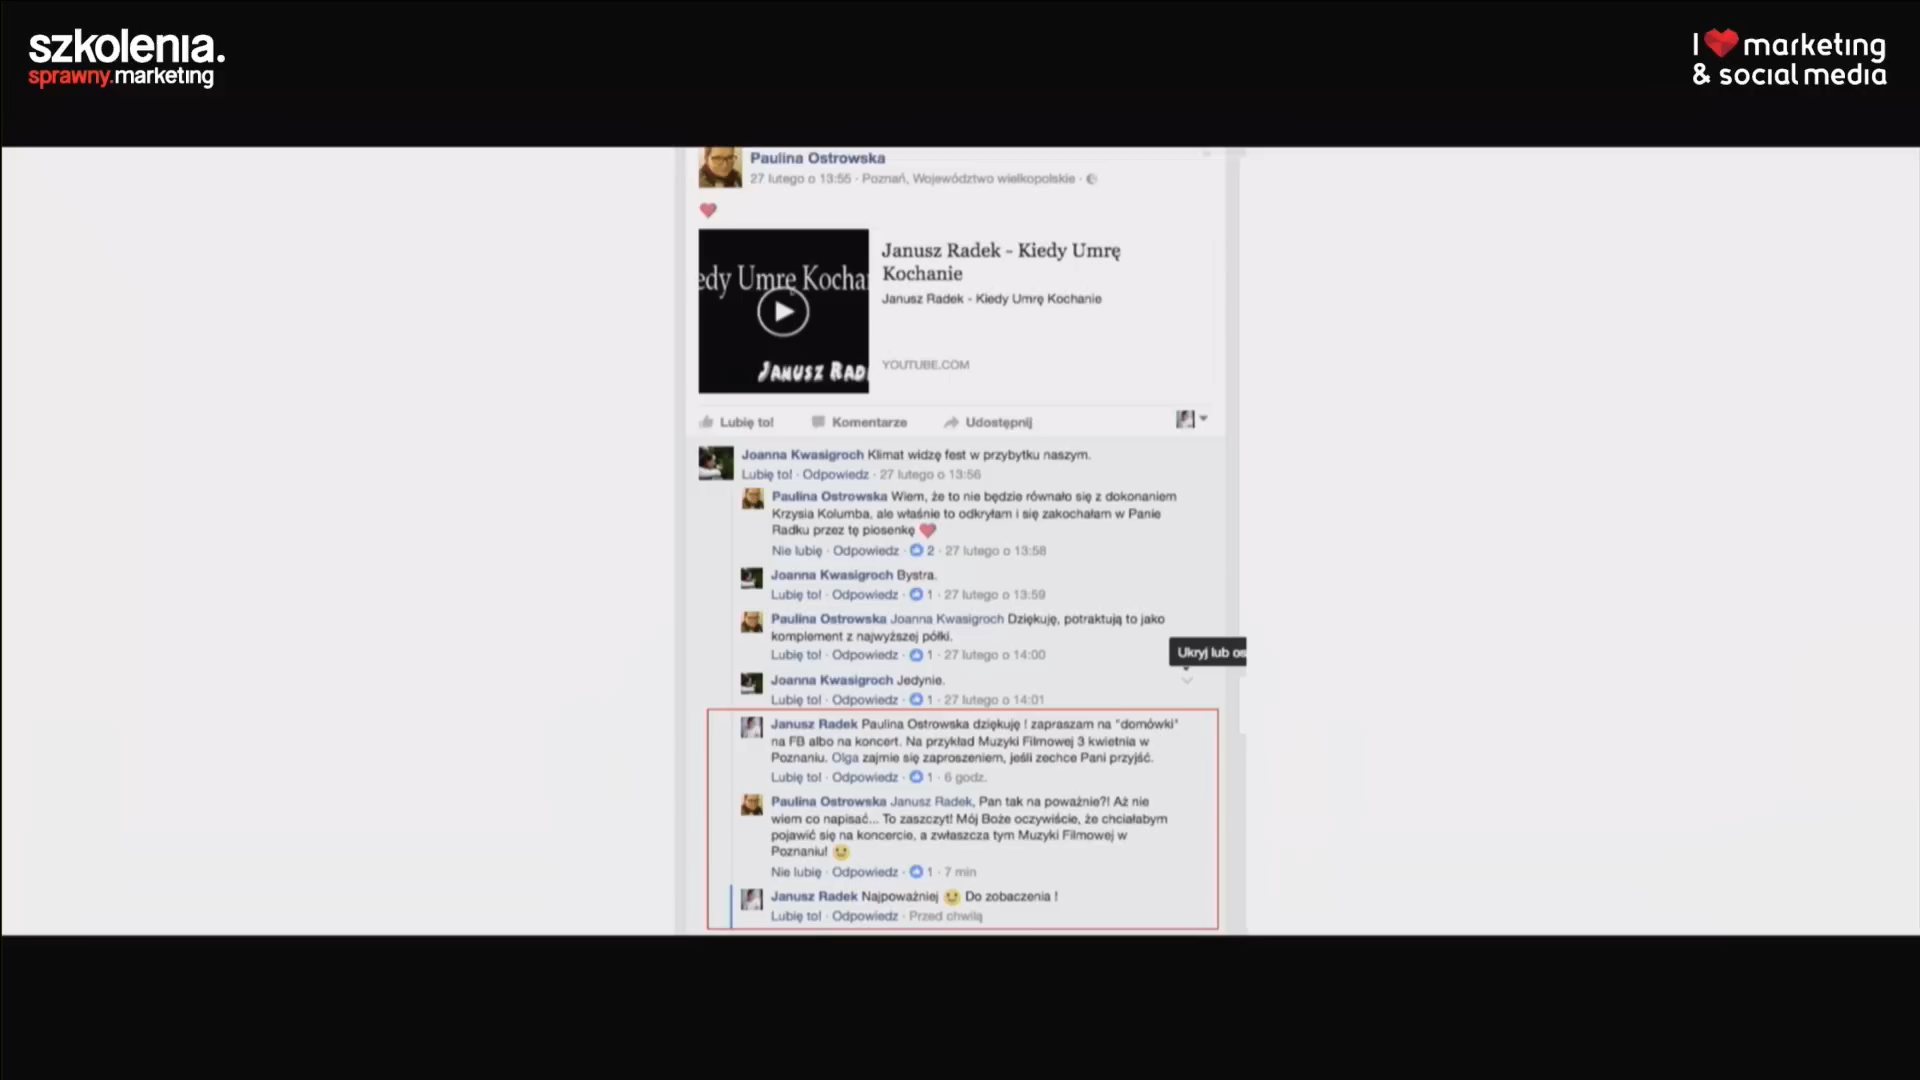 szkolenia.
sprawny.marketing
I marketing
& social media
Paulina Ostrowska
27 lutego o 13:55 · Poznań, Województwo wielkopolskie ·
edy Umrę Kocha
JANUSZ RAD
Janusz Radek - Kiedy Umrę
Kochanie
Janusz Radek - Kiedy Umrę Kochanie
YOUTUBE.COM
Lubię to! Komentarze Udostępnij
Joanna Kwasigroch Klimat widzę fest w przybytku naszym.
Lubię to! · Odpowiedz · 27 lutego o 13:56
Paulina Ostrowska Wiem, że to nie będzie równało się z dokonaniem
Krzysia Kolumba, ale właśnie to odkryłam i się zakochałam w Panie
Radku przez tę piosenkę
Nie lubię · Odpowiedz · 2 · 27 lutego o 13:58
Joanna Kwasigroch Bystra.
Lubię to! · Odpowiedz · 1 · 27 lutego o 13:59
Paulina Ostrowska Joanna Kwasigroch Dziękuję, potraktują to jako
komplement z najwyższej półki.
Lubię to! · Odpowiedz · 1 · 27 lutego o 14:00
Ukryj lub os
Joanna Kwasigroch Jedynie.
Lubię to! · Odpowiedz · 1 · 27 lutego o 14:01
Janusz Radek Paulina Ostrowska dziękuję ! zapraszam na "domówki"
na FB albo na koncert. Na przykład Muzyki Filmowej 3 kwietnia w
Poznaniu. Olga zajmie się zaproszeniem, jeśli zechce Pani przyjść.
Lubię to! · Odpowiedz · 1 · 6 godz.
Paulina Ostrowska Janusz Radek, Pan tak na poważnie?! Aż nie
wiem co napisać... To zaszczyt! Mój Boże oczywiście, że chciałabym
pojawić się na koncercie, a zwłaszcza tym Muzyki Filmowej w
Poznaniu!
Nie lubię · Odpowiedz · 1 · 7 min
Janusz Radek Najpoważniej Do zobaczenia !
Lubię to! · Odpowiedz · Przed chwilą